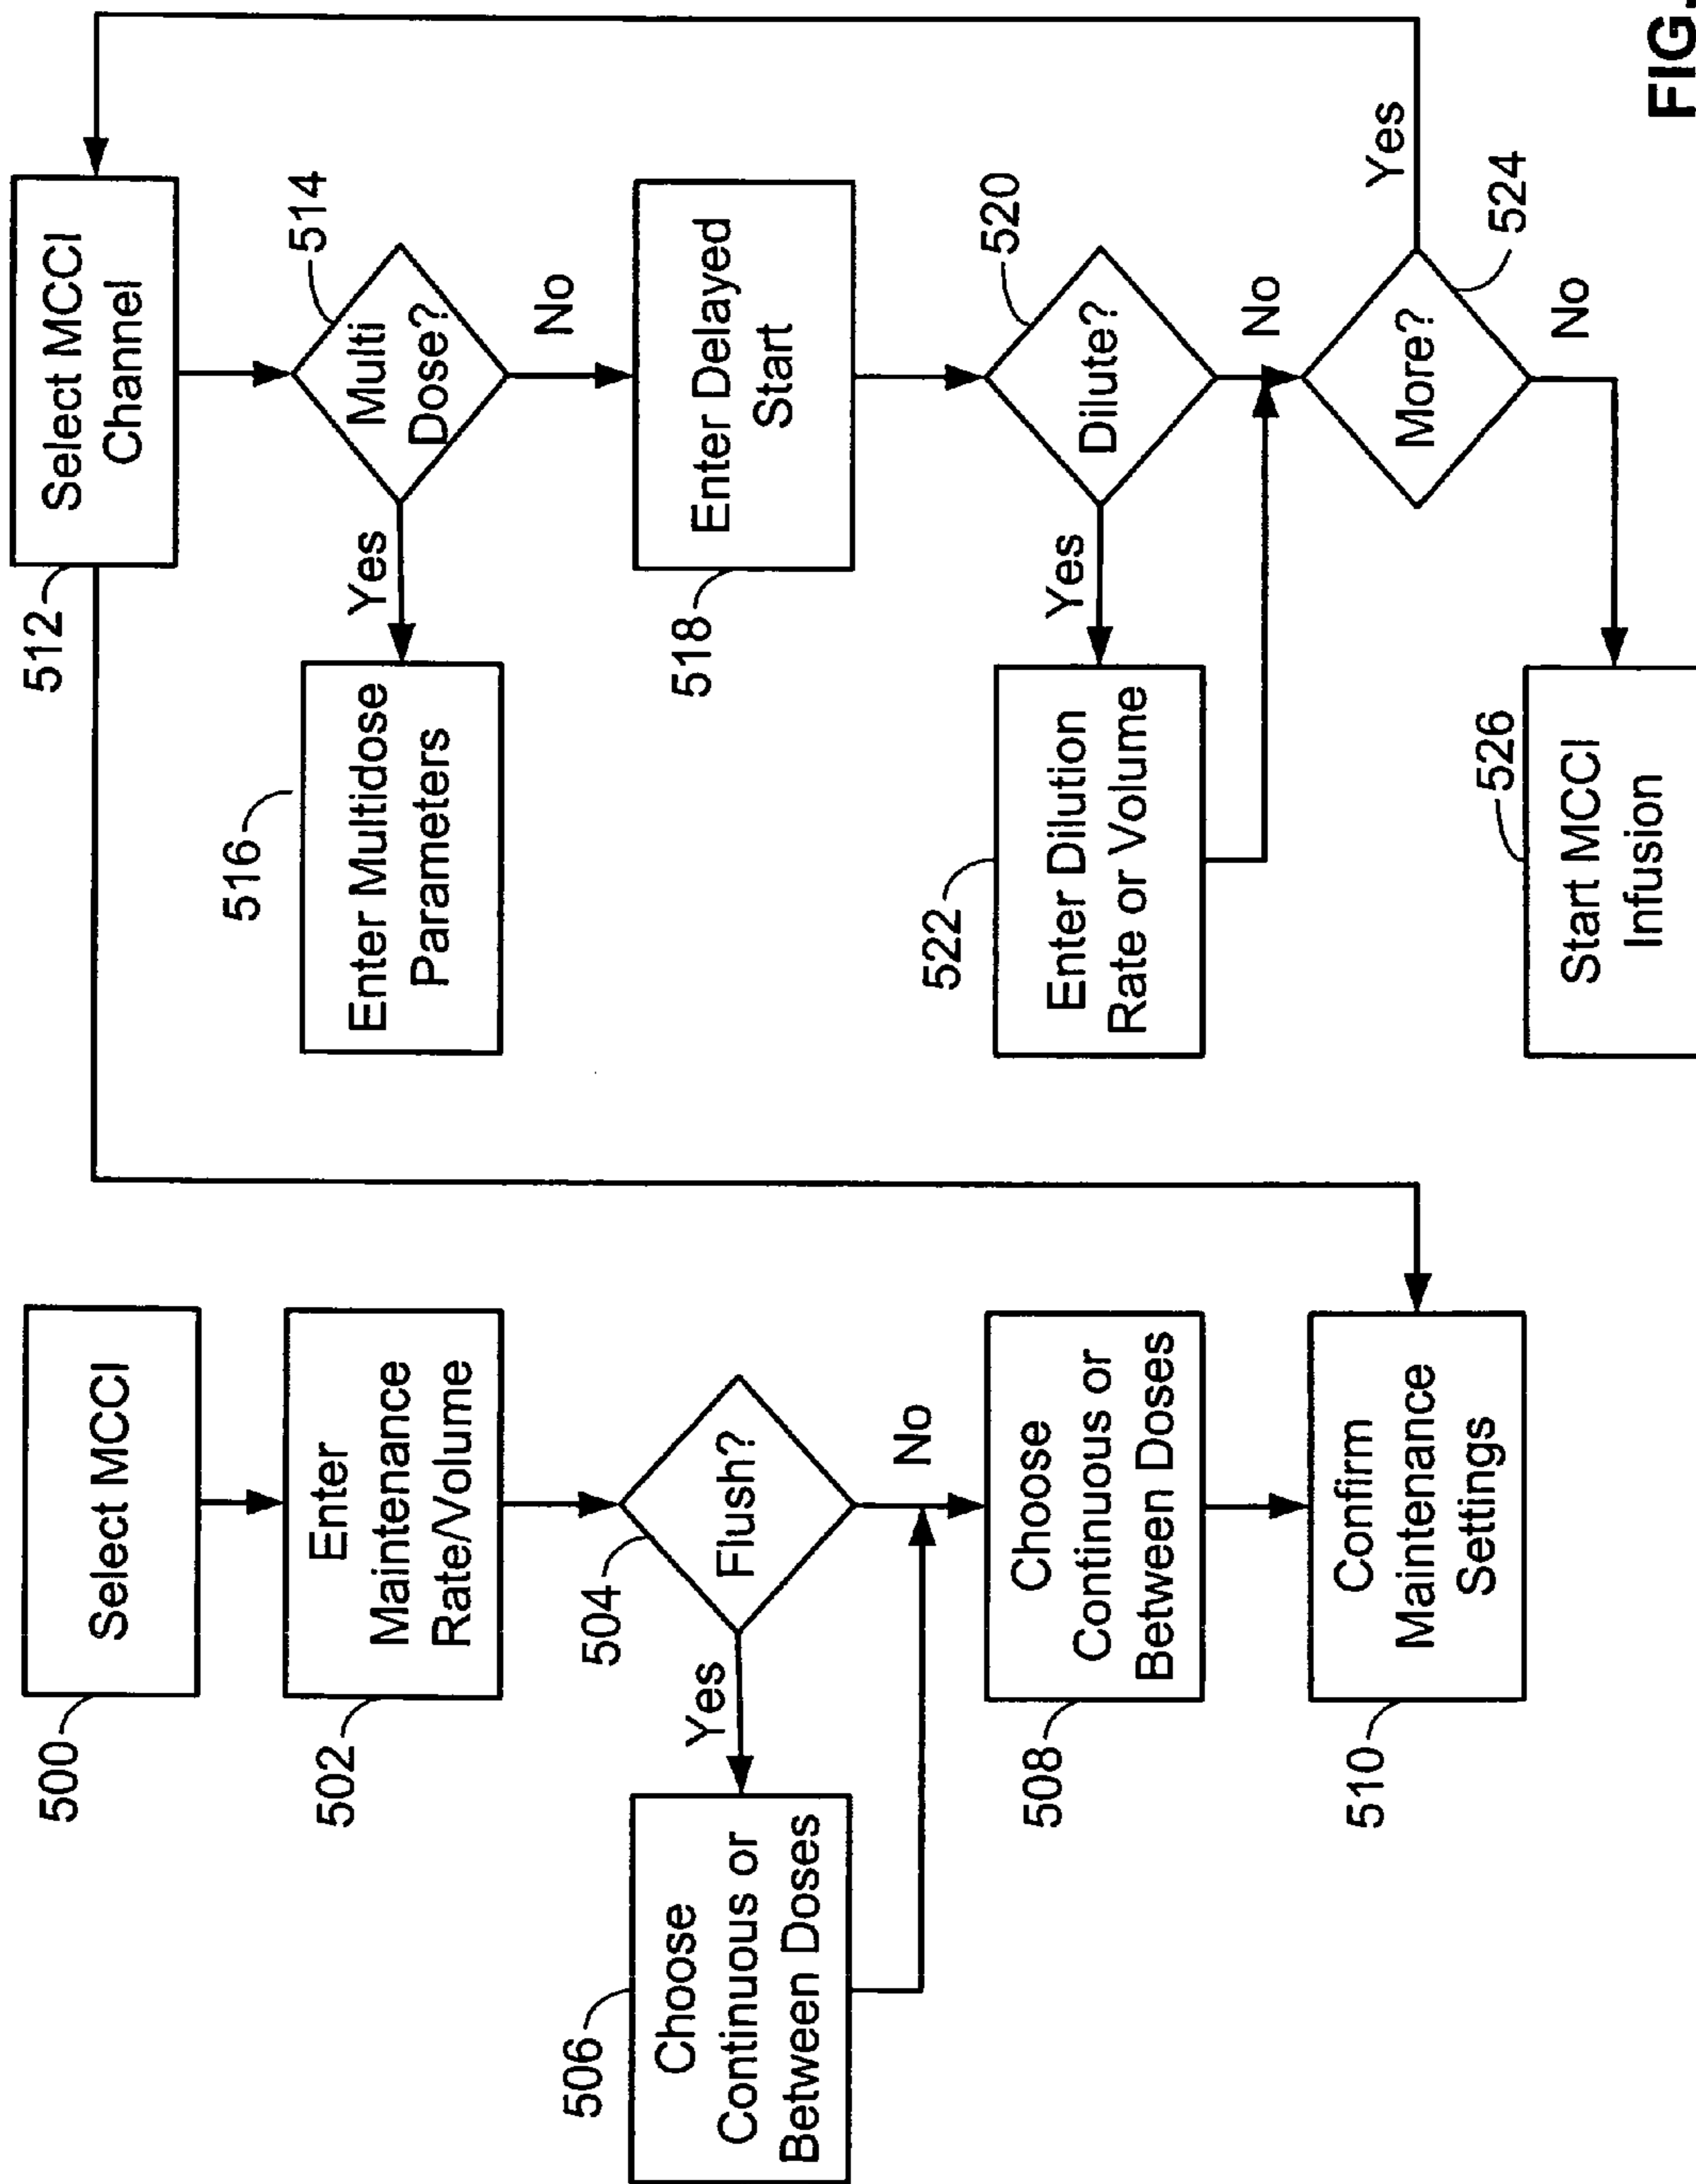 500
Select MCCI
502
Enter
Maintenance
Rate/Volume
504
Flush?
Yes
No
506
Choose
Continuous or
Between Doses
508
Choose
Continuous or
Between Doses
510
Confirm
Maintenance
Settings
512
Select MCCI
Channel
514
Multi
Dose?
Yes
No
516
Enter Multidose
Parameters
518
Enter Delayed
Start
520
Dilute?
Yes
No
522
Enter Dilution
Rate or Volume
524
More?
Yes
No
526
Start MCCI
Infusion
FIG.